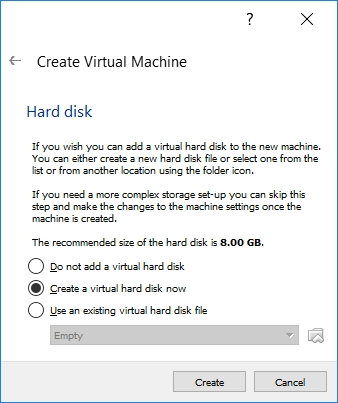 ?
Create Virtual Machine
Hard disk
If you wish you can add a virtual hard disk to the new machine.
You can either create a new hard disk file or select one from the
list or from another location using the folder icon.
If you need a more complex storage set-up you can skip this
step and make the changes to the machine settings once the
machine is created.
The recommended size of the hard disk is 8.00 GB.
Do not add a virtual hard disk
Create a virtual hard disk now
Use an existing virtual hard disk file
Empty
Create Cancel